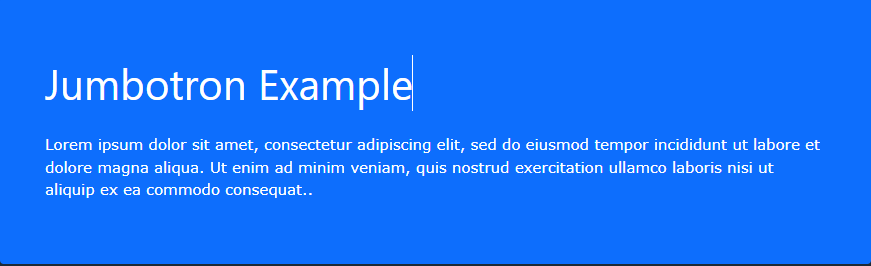 Jumbotron Example
Lorem ipsum dolor sit amet, consectetur adipiscing elit, sed do eiusmod tempor incididunt ut labore et
dolore magna aliqua. Ut enim ad minim veniam, quis nostrud exercitation ullamco laboris nisi ut
aliquip ex ea commodo consequat..